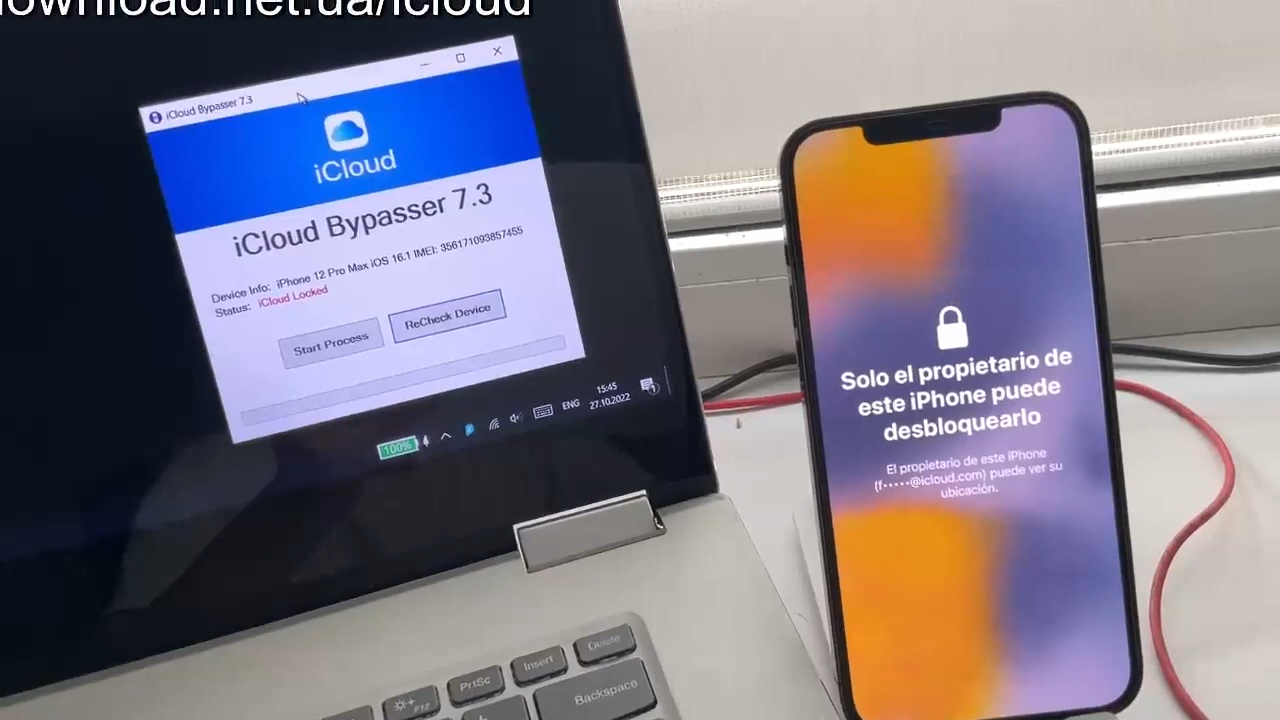 ownload.net.ua/icloud
iCloud Bypasser 7.3
iCloud
iCloud Bypasser 7.3
Device Info: iPhone 12 Pro Max iOS 16.1 IMEI: 356171093857455
Status: iCloud Locked
Start Process
ReCheck Device
100%
ENG
15:45
27.10.2022
1
Solo el propietario de
este iPhone puede
desbloquearlo
El propietario de este iPhone
(f•••••@icloud.com) puede ver su
ubicación.
F12
PrtSc
Insert
Delete
Backspace